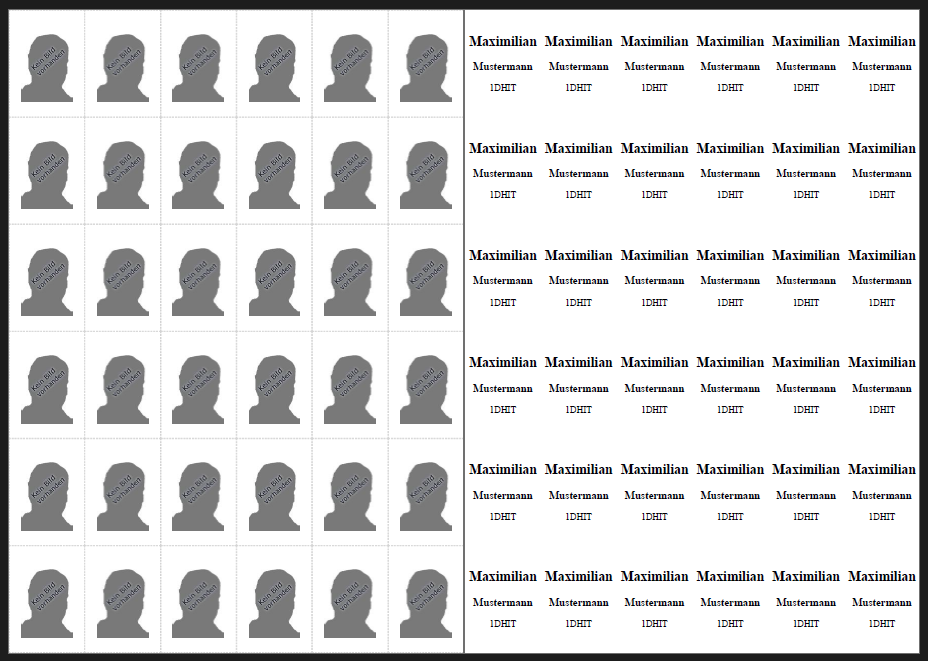 Kein Bild Kein Bild Kein Bild Kein Bild Kein Bild Kein Bild
vorhanden vorhanden vorhanden vorhanden vorhanden vorhanden
Kein Bild Kein Bild Kein Bild Kein Bild Kein Bild Kein Bild
vorhanden vorhanden vorhanden vorhanden vorhanden vorhanden
Kein Bild Kein Bild Kein Bild Kein Bild Kein Bild Kein Bild
vorhanden vorhanden vorhanden vorhanden vorhanden vorhanden
Kein Bild Kein Bild Kein Bild Kein Bild Kein Bild Kein Bild
vorhanden vorhanden vorhanden vorhanden vorhanden vorhanden
Kein Bild Kein Bild Kein Bild Kein Bild Kein Bild Kein Bild
vorhanden vorhanden vorhanden vorhanden vorhanden vorhanden
Kein Bild Kein Bild Kein Bild Kein Bild Kein Bild Kein Bild
vorhanden vorhanden vorhanden vorhanden vorhanden vorhanden
Maximilian Maximilian Maximilian Maximilian Maximilian Maximilian
Mustermann Mustermann Mustermann Mustermann Mustermann Mustermann
1DHIT 1DHIT 1DHIT 1DHIT 1DHIT 1DHIT
Maximilian Maximilian Maximilian Maximilian Maximilian Maximilian
Mustermann Mustermann Mustermann Mustermann Mustermann Mustermann
1DHIT 1DHIT 1DHIT 1DHIT 1DHIT 1DHIT
Maximilian Maximilian Maximilian Maximilian Maximilian Maximilian
Mustermann Mustermann Mustermann Mustermann Mustermann Mustermann
1DHIT 1DHIT 1DHIT 1DHIT 1DHIT 1DHIT
Maximilian Maximilian Maximilian Maximilian Maximilian Maximilian
Mustermann Mustermann Mustermann Mustermann Mustermann Mustermann
1DHIT 1DHIT 1DHIT 1DHIT 1DHIT 1DHIT
Maximilian Maximilian Maximilian Maximilian Maximilian Maximilian
Mustermann Mustermann Mustermann Mustermann Mustermann Mustermann
1DHIT 1DHIT 1DHIT 1DHIT 1DHIT 1DHIT
Maximilian Maximilian Maximilian Maximilian Maximilian Maximilian
Mustermann Mustermann Mustermann Mustermann Mustermann Mustermann
1DHIT 1DHIT 1DHIT 1DHIT 1DHIT 1DHIT